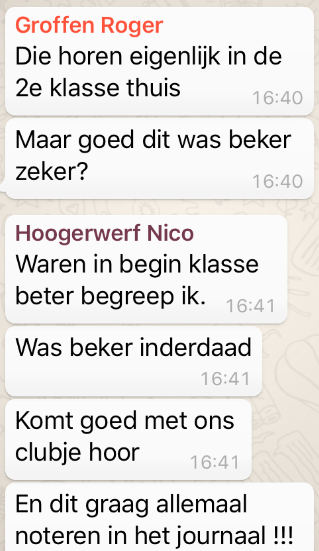 Groffen Roger
Die horen eigenlijk in de
2e klasse thuis
16:40
Maar goed dit was beker
zeker?
16:40
Hoogerwerf Nico
Waren in begin klasse
beter begreep ik.
16:41
Was beker inderdaad
16:41
Komt goed met ons
clubje hoor
16:41
En dit graag allemaal
noteren in het journaal !!!